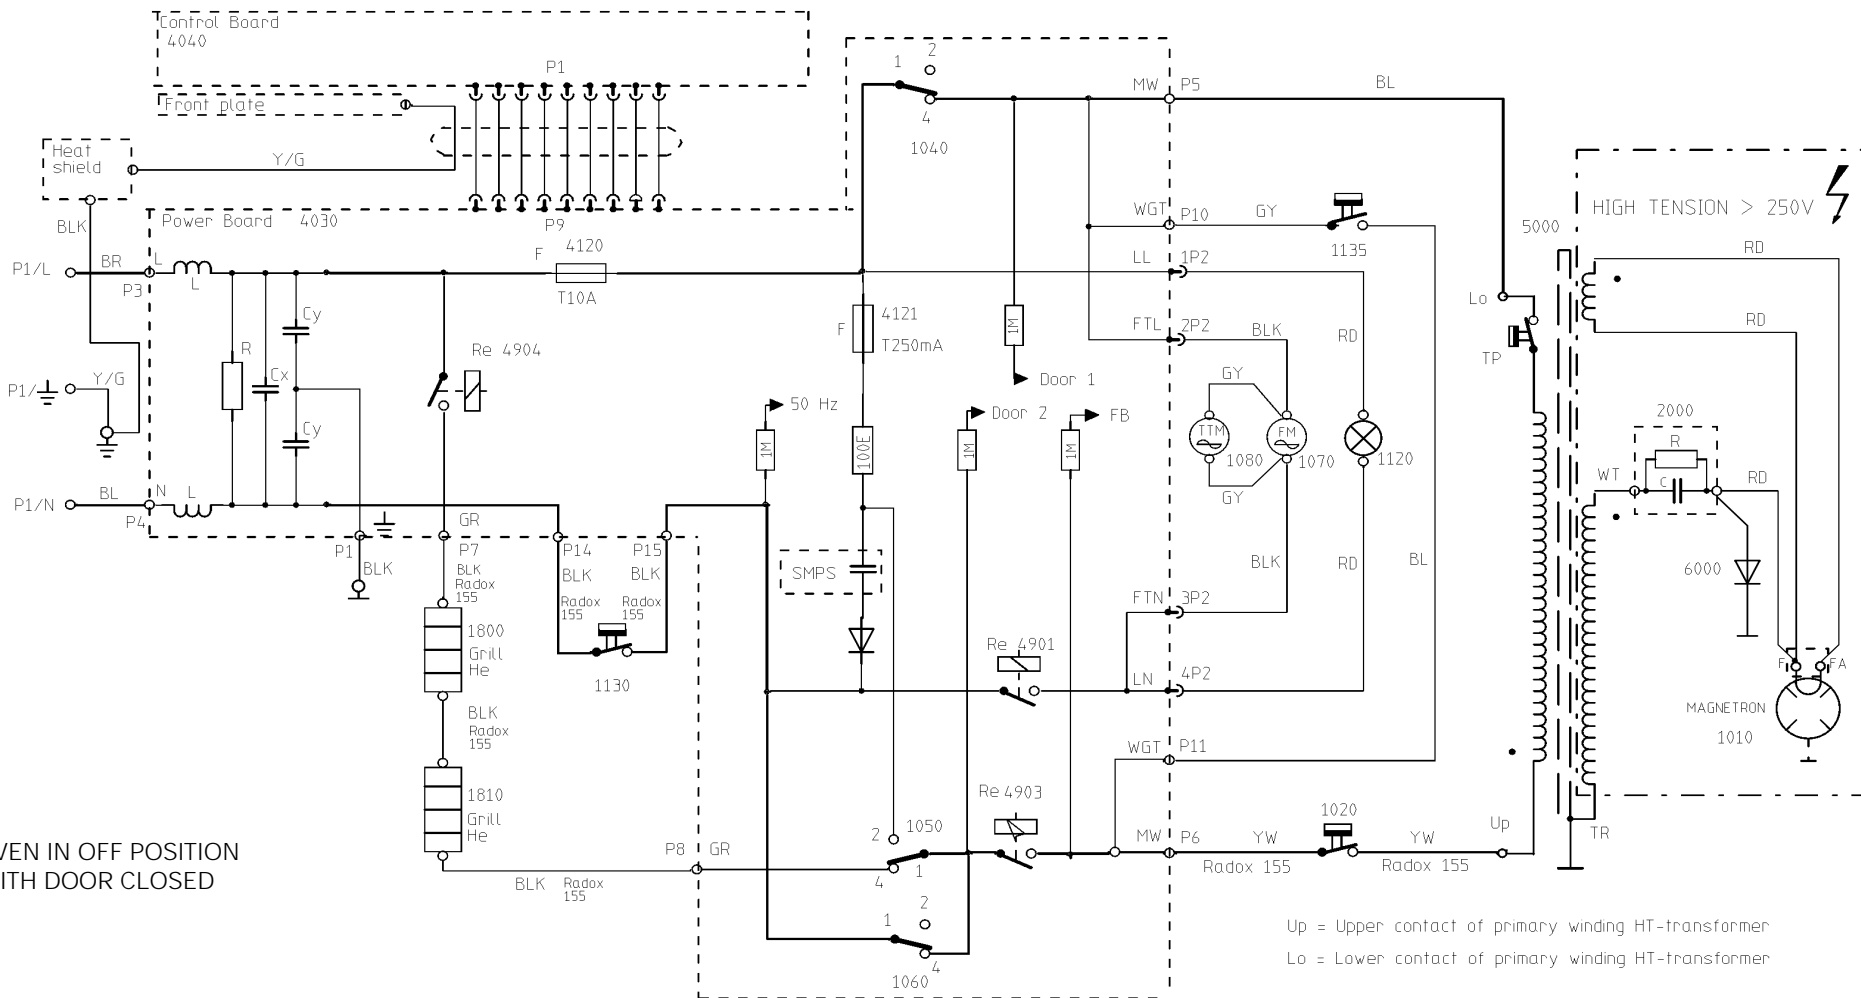 Control Board
4040
P1
Front plate
Heat
shield
Y/G
BLK
Power Board 4030
P9
P1/L
BR
L
P3
L
F
4120
T10A
Cy
R
Cx
Cy
Re 4904
P1/
Y/G
P1/N
BL
N
L
P4
P1
BLK
GR
P7
BLK
Radox
155
1800
Grill
He
BLK
Radox
155
1810
Grill
He
BLK
Radox
155
P8
GR
P14
BLK
Radox
155
P15
BLK
Radox
155
1130
1
2
4
1040
F
4121
T250mA
1M
50 Hz
100E
SMPS
1M
Door 1
1M
Door 2
1M
FB
Re 4901
Re 4903
2
1050
4
1
2
1
4
1060
MW
P5
BL
WGT
P10
GY
1135
LL
1P2
FTL
2P2
BLK
RD
GY
TTM
1080
GY
FM
1070
1120
BLK
RD
BL
FTN
3P2
LN
4P2
WGT
P11
MW
P6
YW
Radox 155
1020
YW
Radox 155
Up
Lo
TP
5000
HIGH TENSION > 250V
RD
RD
2000
R
WT
C
RD
6000
F
FA
MAGNETRON
1010
TR
VEN IN OFF POSITION
ITH DOOR CLOSED
Up = Upper contact of primary winding HT-transformer
Lo = Lower contact of primary winding HT-transformer